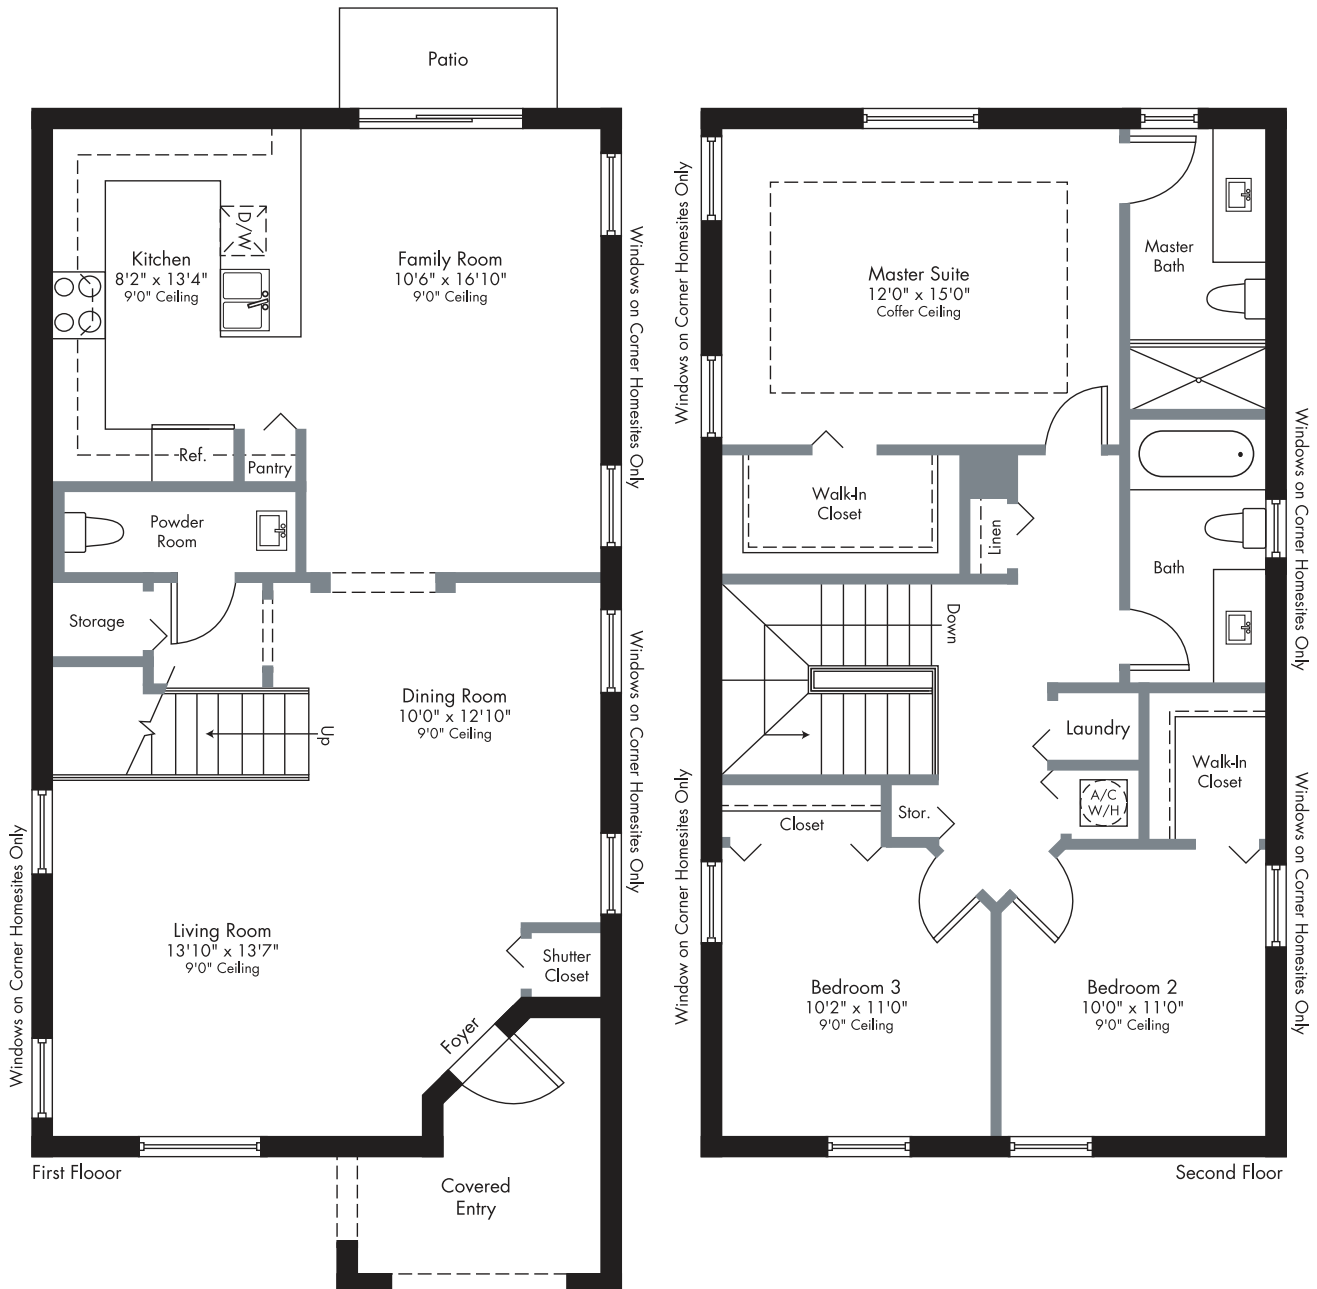 Patio
Kitchen
8'2" x 13'4"
9'0" Ceiling
D/W
Family Room
10'6" x 16'10"
9'0" Ceiling
Windows on Corner Homesites Only
Ref.
Pantry
Powder
Room
Storage
Dining Room
10'0" x 12'10"
9'0" Ceiling
Up
Windows on Corner Homesites Only
Windows on Corner Homesites Only
Living Room
13'10" x 13'7"
9'0" Ceiling
Shutter
Closet
Foyer
First Flooor
Covered
Entry
Windows on Corner Homesites Only
Master Suite
12'0" x 15'0"
Coffer Ceiling
Master
Bath
Walk-In
Closet
Linen
Bath
Windows on Corner Homesites Only
Down
Laundry
Walk-In
Closet
A/C
W/H
Stor.
Closet
Window on Corner Homesites Only
Windows on Corner Homesites Only
Bedroom 3
10'2" x 11'0"
9'0" Ceiling
Bedroom 2
10'0" x 11'0"
9'0" Ceiling
Second Floor